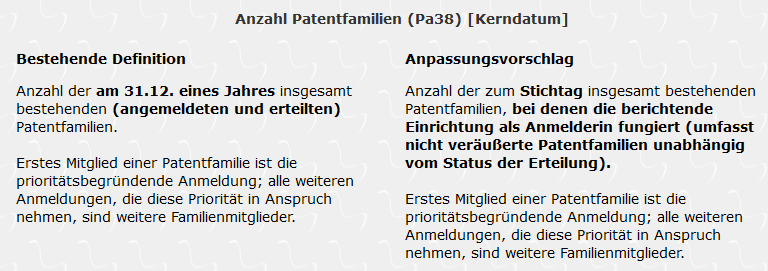 Anzahl Patentfamilien (Pa38) [Kerndatum]
Bestehende Definition
Anzahl der am 31.12. eines Jahres insgesamt
bestehenden (angemeldeten und erteilten)
Patentfamilien.
Erstes Mitglied einer Patentfamilie ist die
prioritätsbegründende Anmeldung; alle weiteren
Anmeldungen, die diese Priorität in Anspruch
nehmen, sind weitere Familienmitglieder.
Anpassungsvorschlag
Anzahl der zum Stichtag insgesamt bestehenden
Patentfamilien, bei denen die berichtende
Einrichtung als Anmelderin fungiert (umfasst
nicht veräußerte Patentfamilien unabhängig
vom Status der Erteilung).
Erstes Mitglied einer Patentfamilie ist die
prioritätsbegründende Anmeldung; alle weiteren
Anmeldungen, die diese Priorität in Anspruch
nehmen, sind weitere Familienmitglieder.